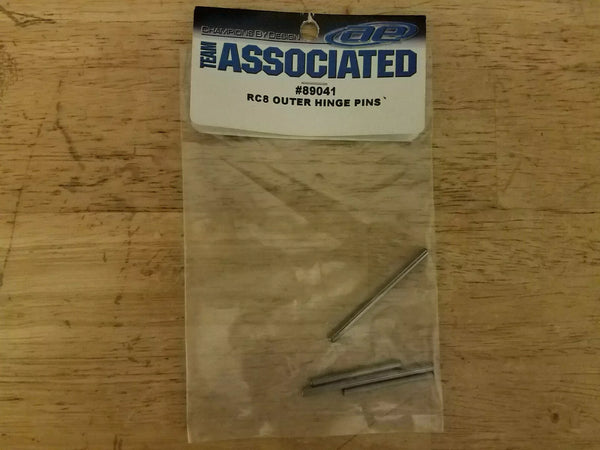 CHAMPIONS BY DESIGN
ae
TEAM
ASSOCIATED
#89041
RC8 OUTER HINGE PINS